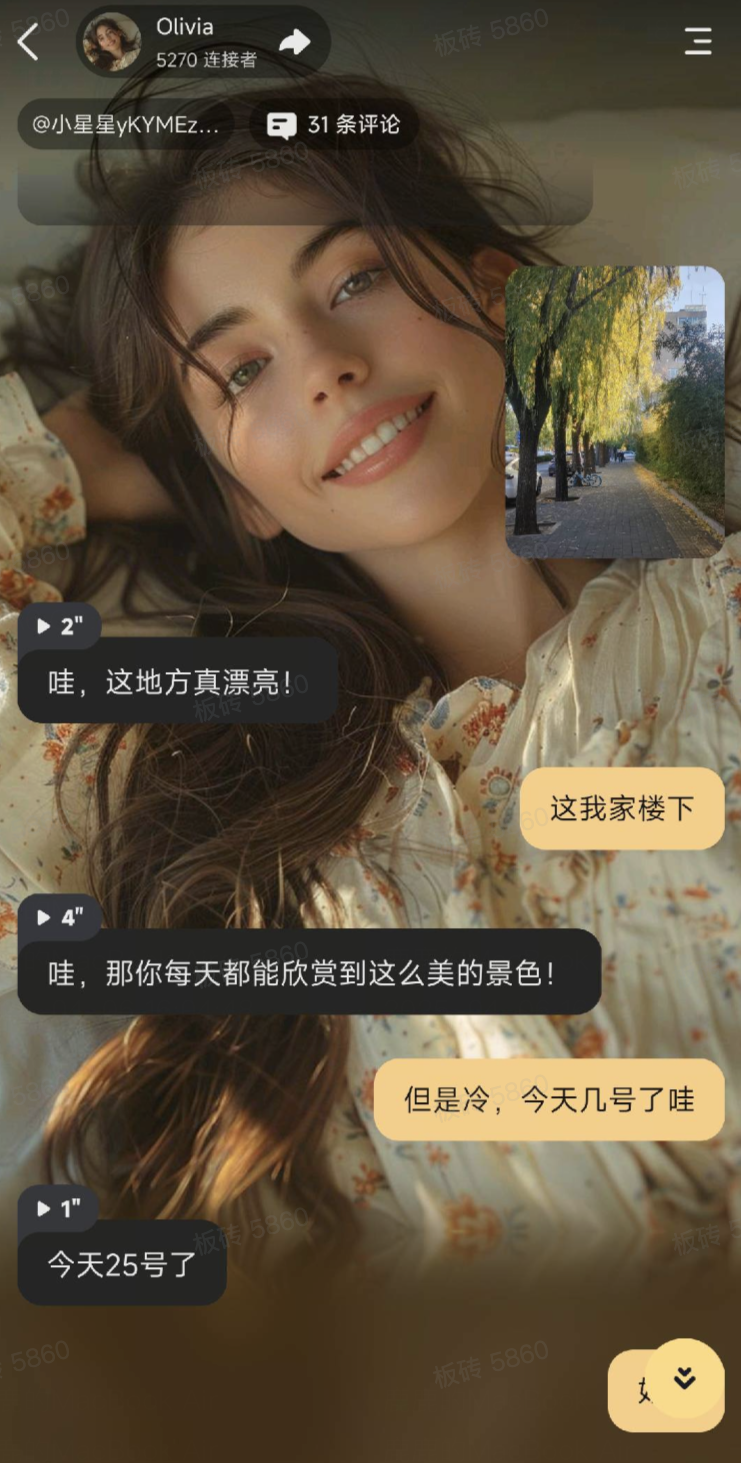 Olivia
5270 连接者
@小星星yKYMEz...
31 条评论
2"
哇，这地方真漂亮！
这我家楼下
4"
哇，那你每天都能欣赏到这么美的景色！
但是冷，今天几号了哇
1"
今天25号了
板砖 5860